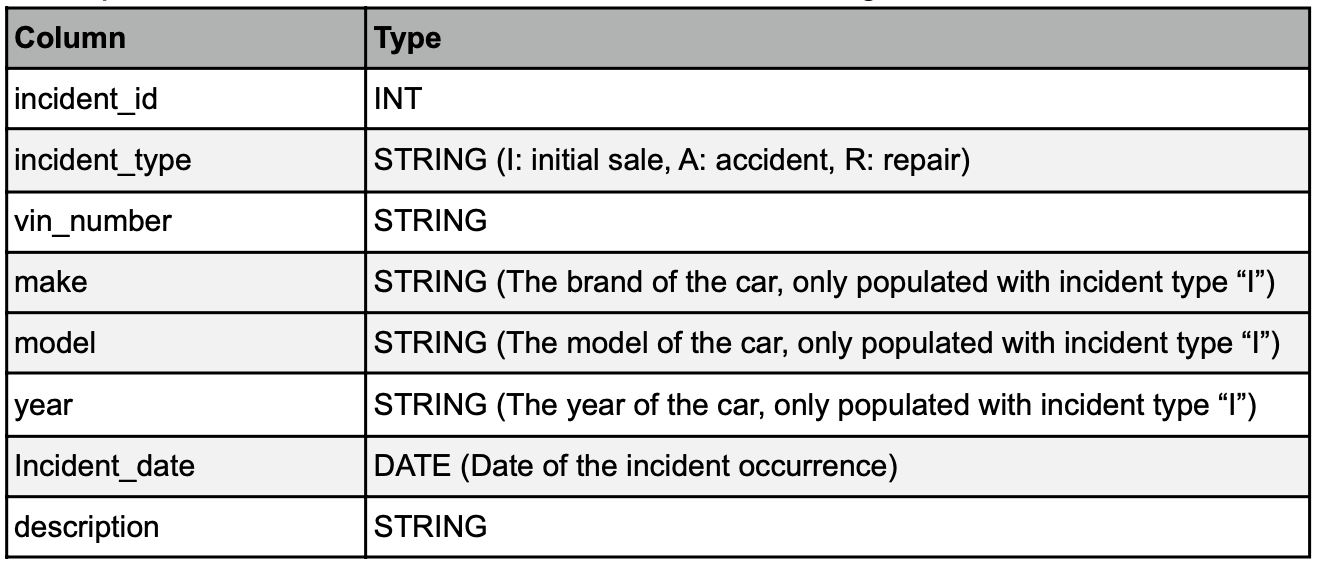 Column Type
incident_id INT
incident_type STRING (I: initial sale, A: accident, R: repair)
vin_number STRING
make STRING (The brand of the car, only populated with incident type “I”)
model STRING (The model of the car, only populated with incident type “I”)
year STRING (The year of the car, only populated with incident type “I”)
Incident_date DATE (Date of the incident occurrence)
description STRING